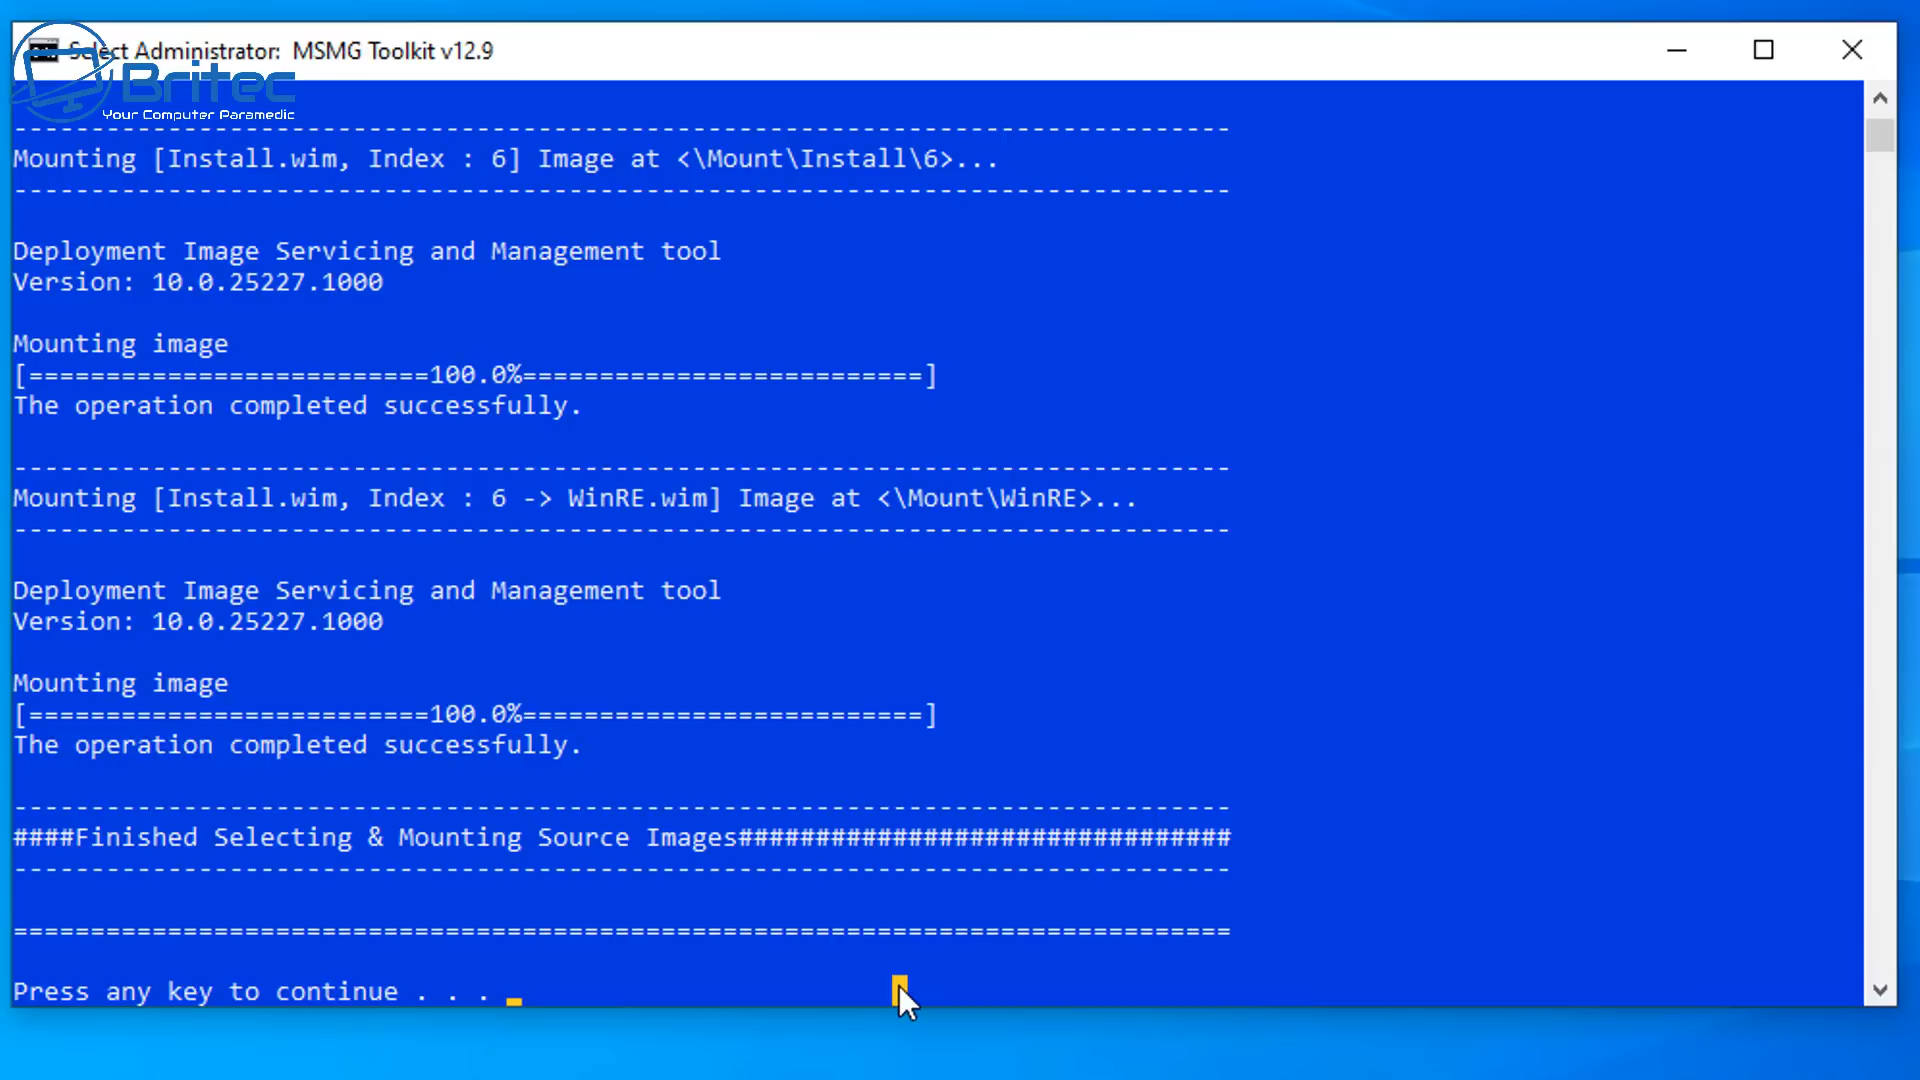 Select Administrator:  MSMG Toolkit v12.9
Britec
Your Computer Paramedic
-------------------------------------------------------------------------------
Mounting [Install.wim, Index : 6] Image at <\Mount\Install\6>...
-------------------------------------------------------------------------------
Deployment Image Servicing and Management tool
Version: 10.0.25227.1000
Mounting image
[==========================100.0%==========================]
The operation completed successfully.
-------------------------------------------------------------------------------
Mounting [Install.wim, Index : 6 -> WinRE.wim] Image at <\Mount\WinRE>...
-------------------------------------------------------------------------------
Deployment Image Servicing and Management tool
Version: 10.0.25227.1000
Mounting image
[==========================100.0%==========================]
The operation completed successfully.
-------------------------------------------------------------------------------
####Finished Selecting & Mounting Source Images################################
-------------------------------------------------------------------------------
===============================================================================
Press any key to continue . . .